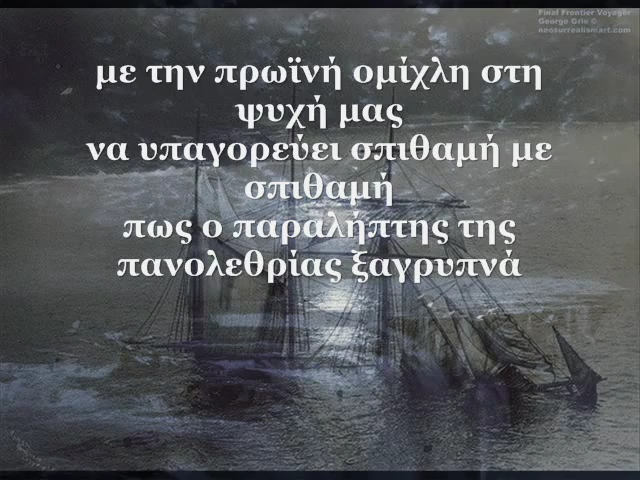 Final Frontier Voyager
George Grie ©
neosurrealismart.com
με την πρωϊνή ομίχλη στη
ψυχή μας
να υπαγορεύει σπιθαμή με
σπιθαμή
πως ο παραλήπτης της
πανολεθρίας ξαγρυπνά